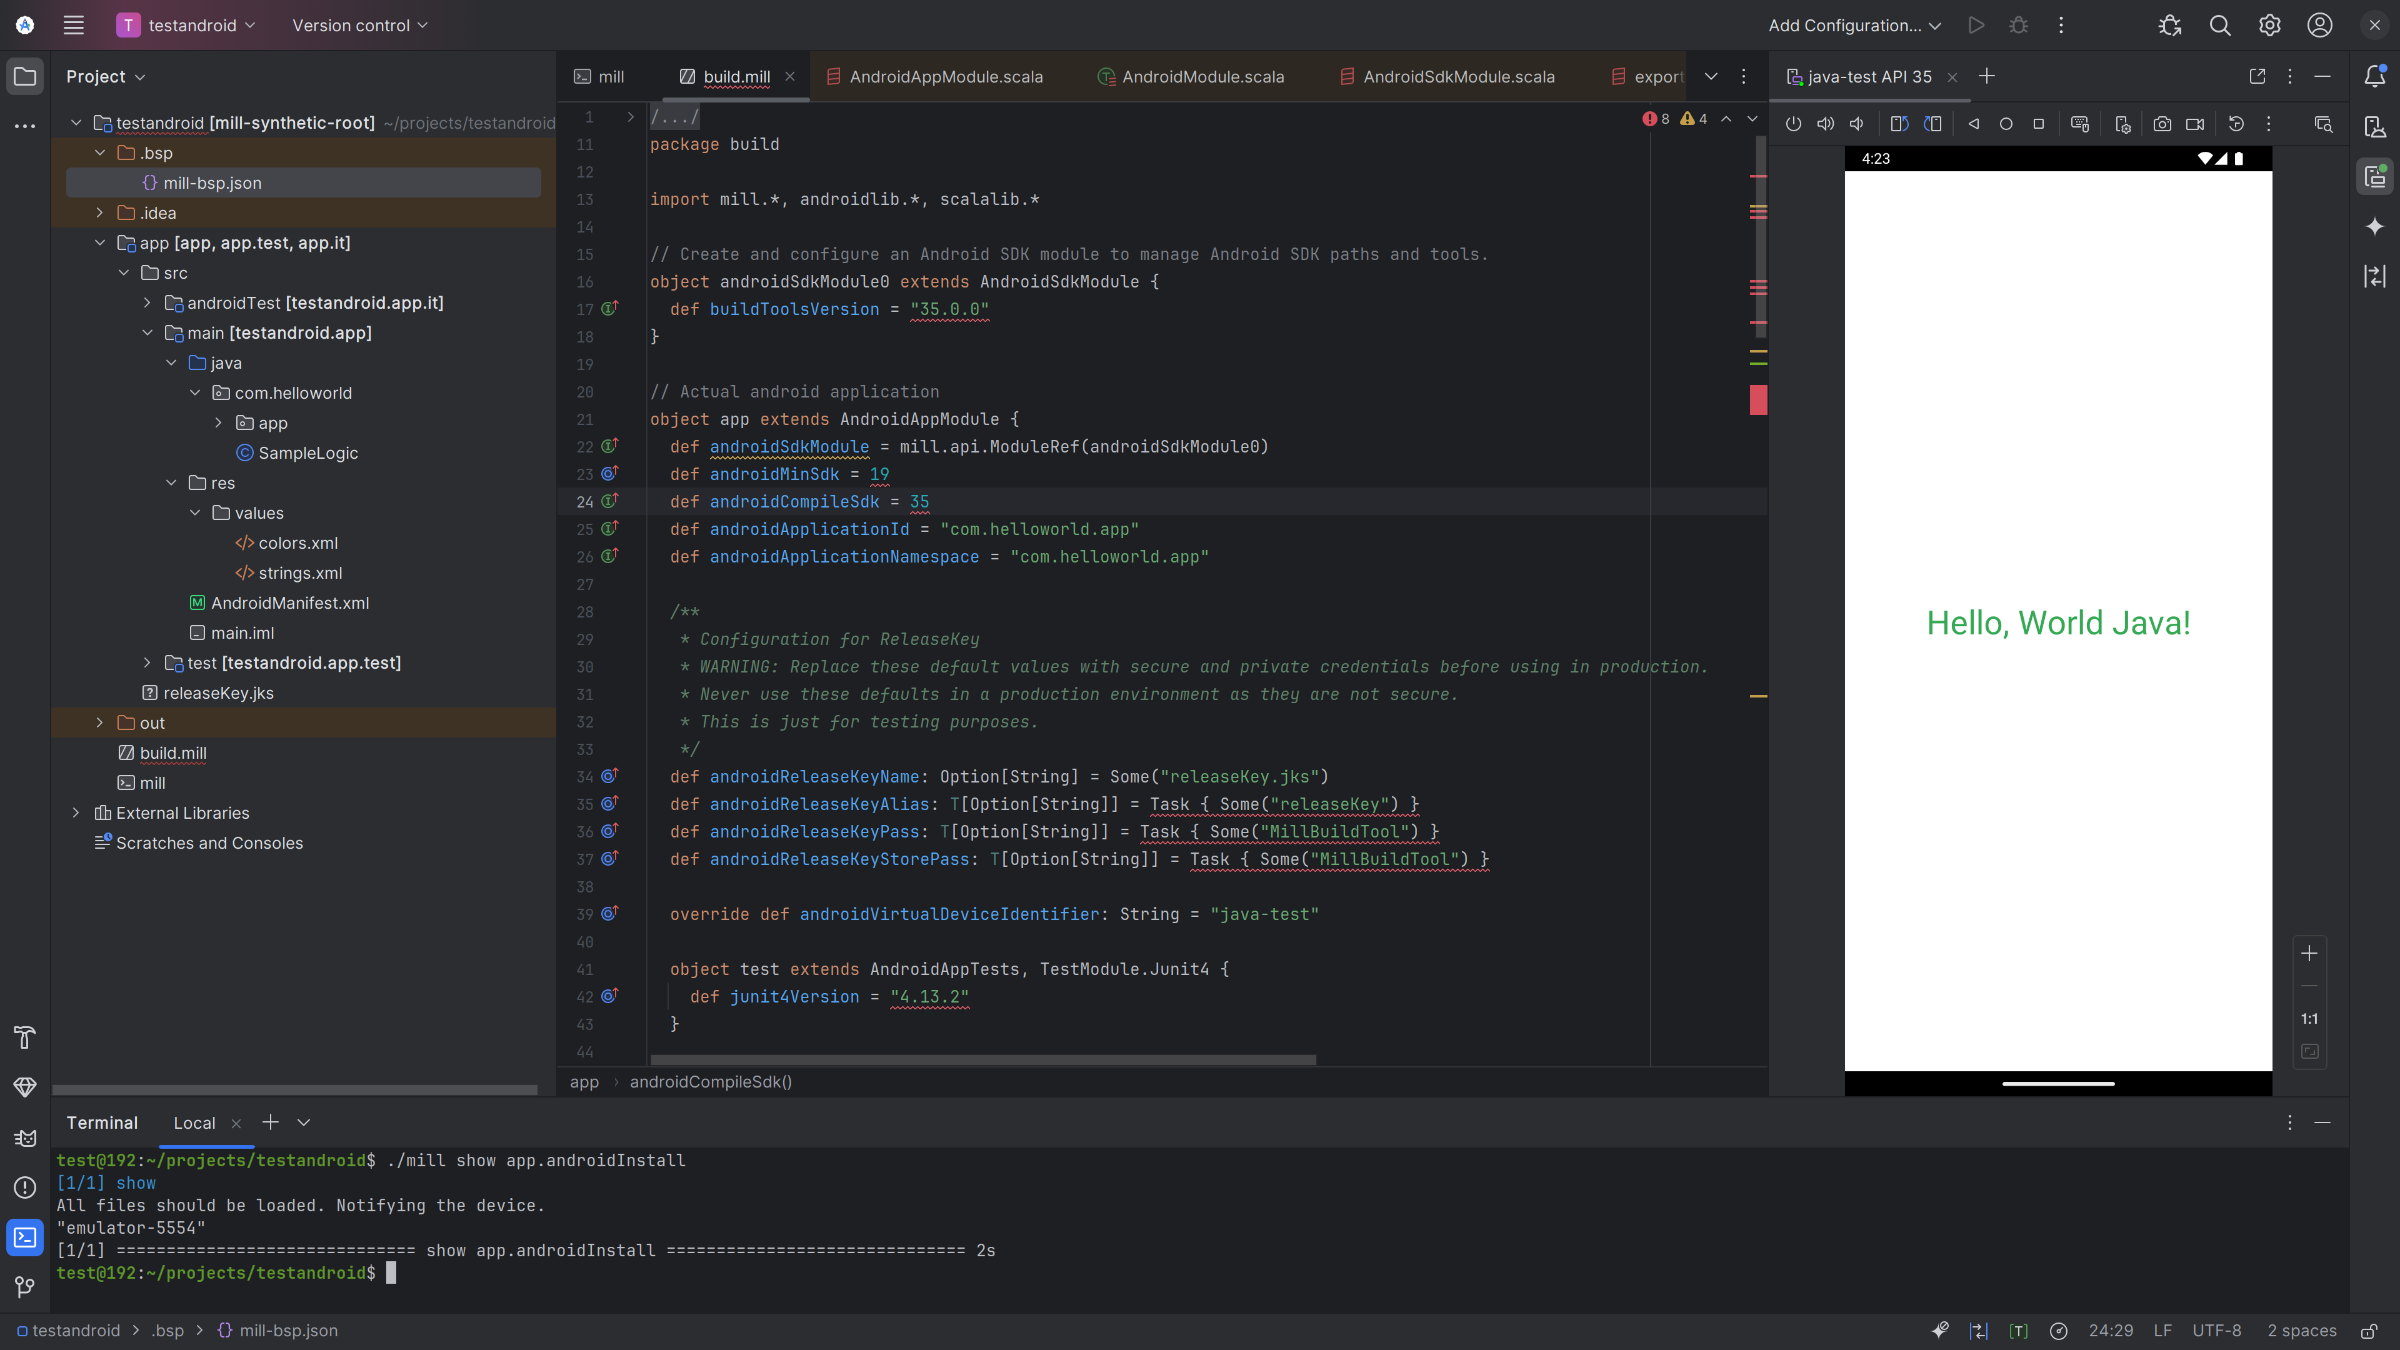 T testandroid Version control Add Configuration...
Project
testandroid [mill-synthetic-root] ~/projects/testandroid
.bsp
{} mill-bsp.json
.idea
app [app, app.test, app.it]
src
androidTest [testandroid.app.it]
main [testandroid.app]
java
com.helloworld
app
SampleLogic
res
values
</> colors.xml
</> strings.xml
AndroidManifest.xml
main.iml
test [testandroid.app.test]
releaseKey.jks
out
build.mill
mill
External Libraries
Scratches and Consoles
mill build.mill AndroidAppModule.scala AndroidModule.scala AndroidSdkModule.scala export
8 4
1 /.../
11 package build
12
13 import mill.*, androidlib.*, scalalib.*
14
15 // Create and configure an Android SDK module to manage Android SDK paths and tools.
16 object androidSdkModule0 extends AndroidSdkModule {
17 def buildToolsVersion = "35.0.0"
18 }
19
20 // Actual android application
21 object app extends AndroidAppModule {
22 def androidSdkModule = mill.api.ModuleRef(androidSdkModule0)
23 def androidMinSdk = 19
24 def androidCompileSdk = 35
25 def androidApplicationId = "com.helloworld.app"
26 def androidApplicationNamespace = "com.helloworld.app"
27
28 /**
29 * Configuration for ReleaseKey
30 * WARNING: Replace these default values with secure and private credentials before using in production.
31 * Never use these defaults in a production environment as they are not secure.
32 * This is just for testing purposes.
33 */
34 def androidReleaseKeyName: Option[String] = Some("releaseKey.jks")
35 def androidReleaseKeyAlias: T[Option[String]] = Task { Some("releaseKey") }
36 def androidReleaseKeyPass: T[Option[String]] = Task { Some("MillBuildTool") }
37 def androidReleaseKeyStorePass: T[Option[String]] = Task { Some("MillBuildTool") }
38
39 override def androidVirtualDeviceIdentifier: String = "java-test"
40
41 object test extends AndroidAppTests, TestModule.Junit4 {
42 def junit4Version = "4.13.2"
43 }
44
app > androidCompileSdk()
java-test API 35
4:23
Hello, World Java!
1:1
Terminal Local
test@192:~/projects/testandroid$ ./mill show app.androidInstall
[1/1] show
All files should be loaded. Notifying the device.
"emulator-5554"
[1/1] ============================== show app.androidInstall ============================== 2s
test@192:~/projects/testandroid$
testandroid > .bsp > {} mill-bsp.json [T] 24:29 LF UTF-8 2 spaces